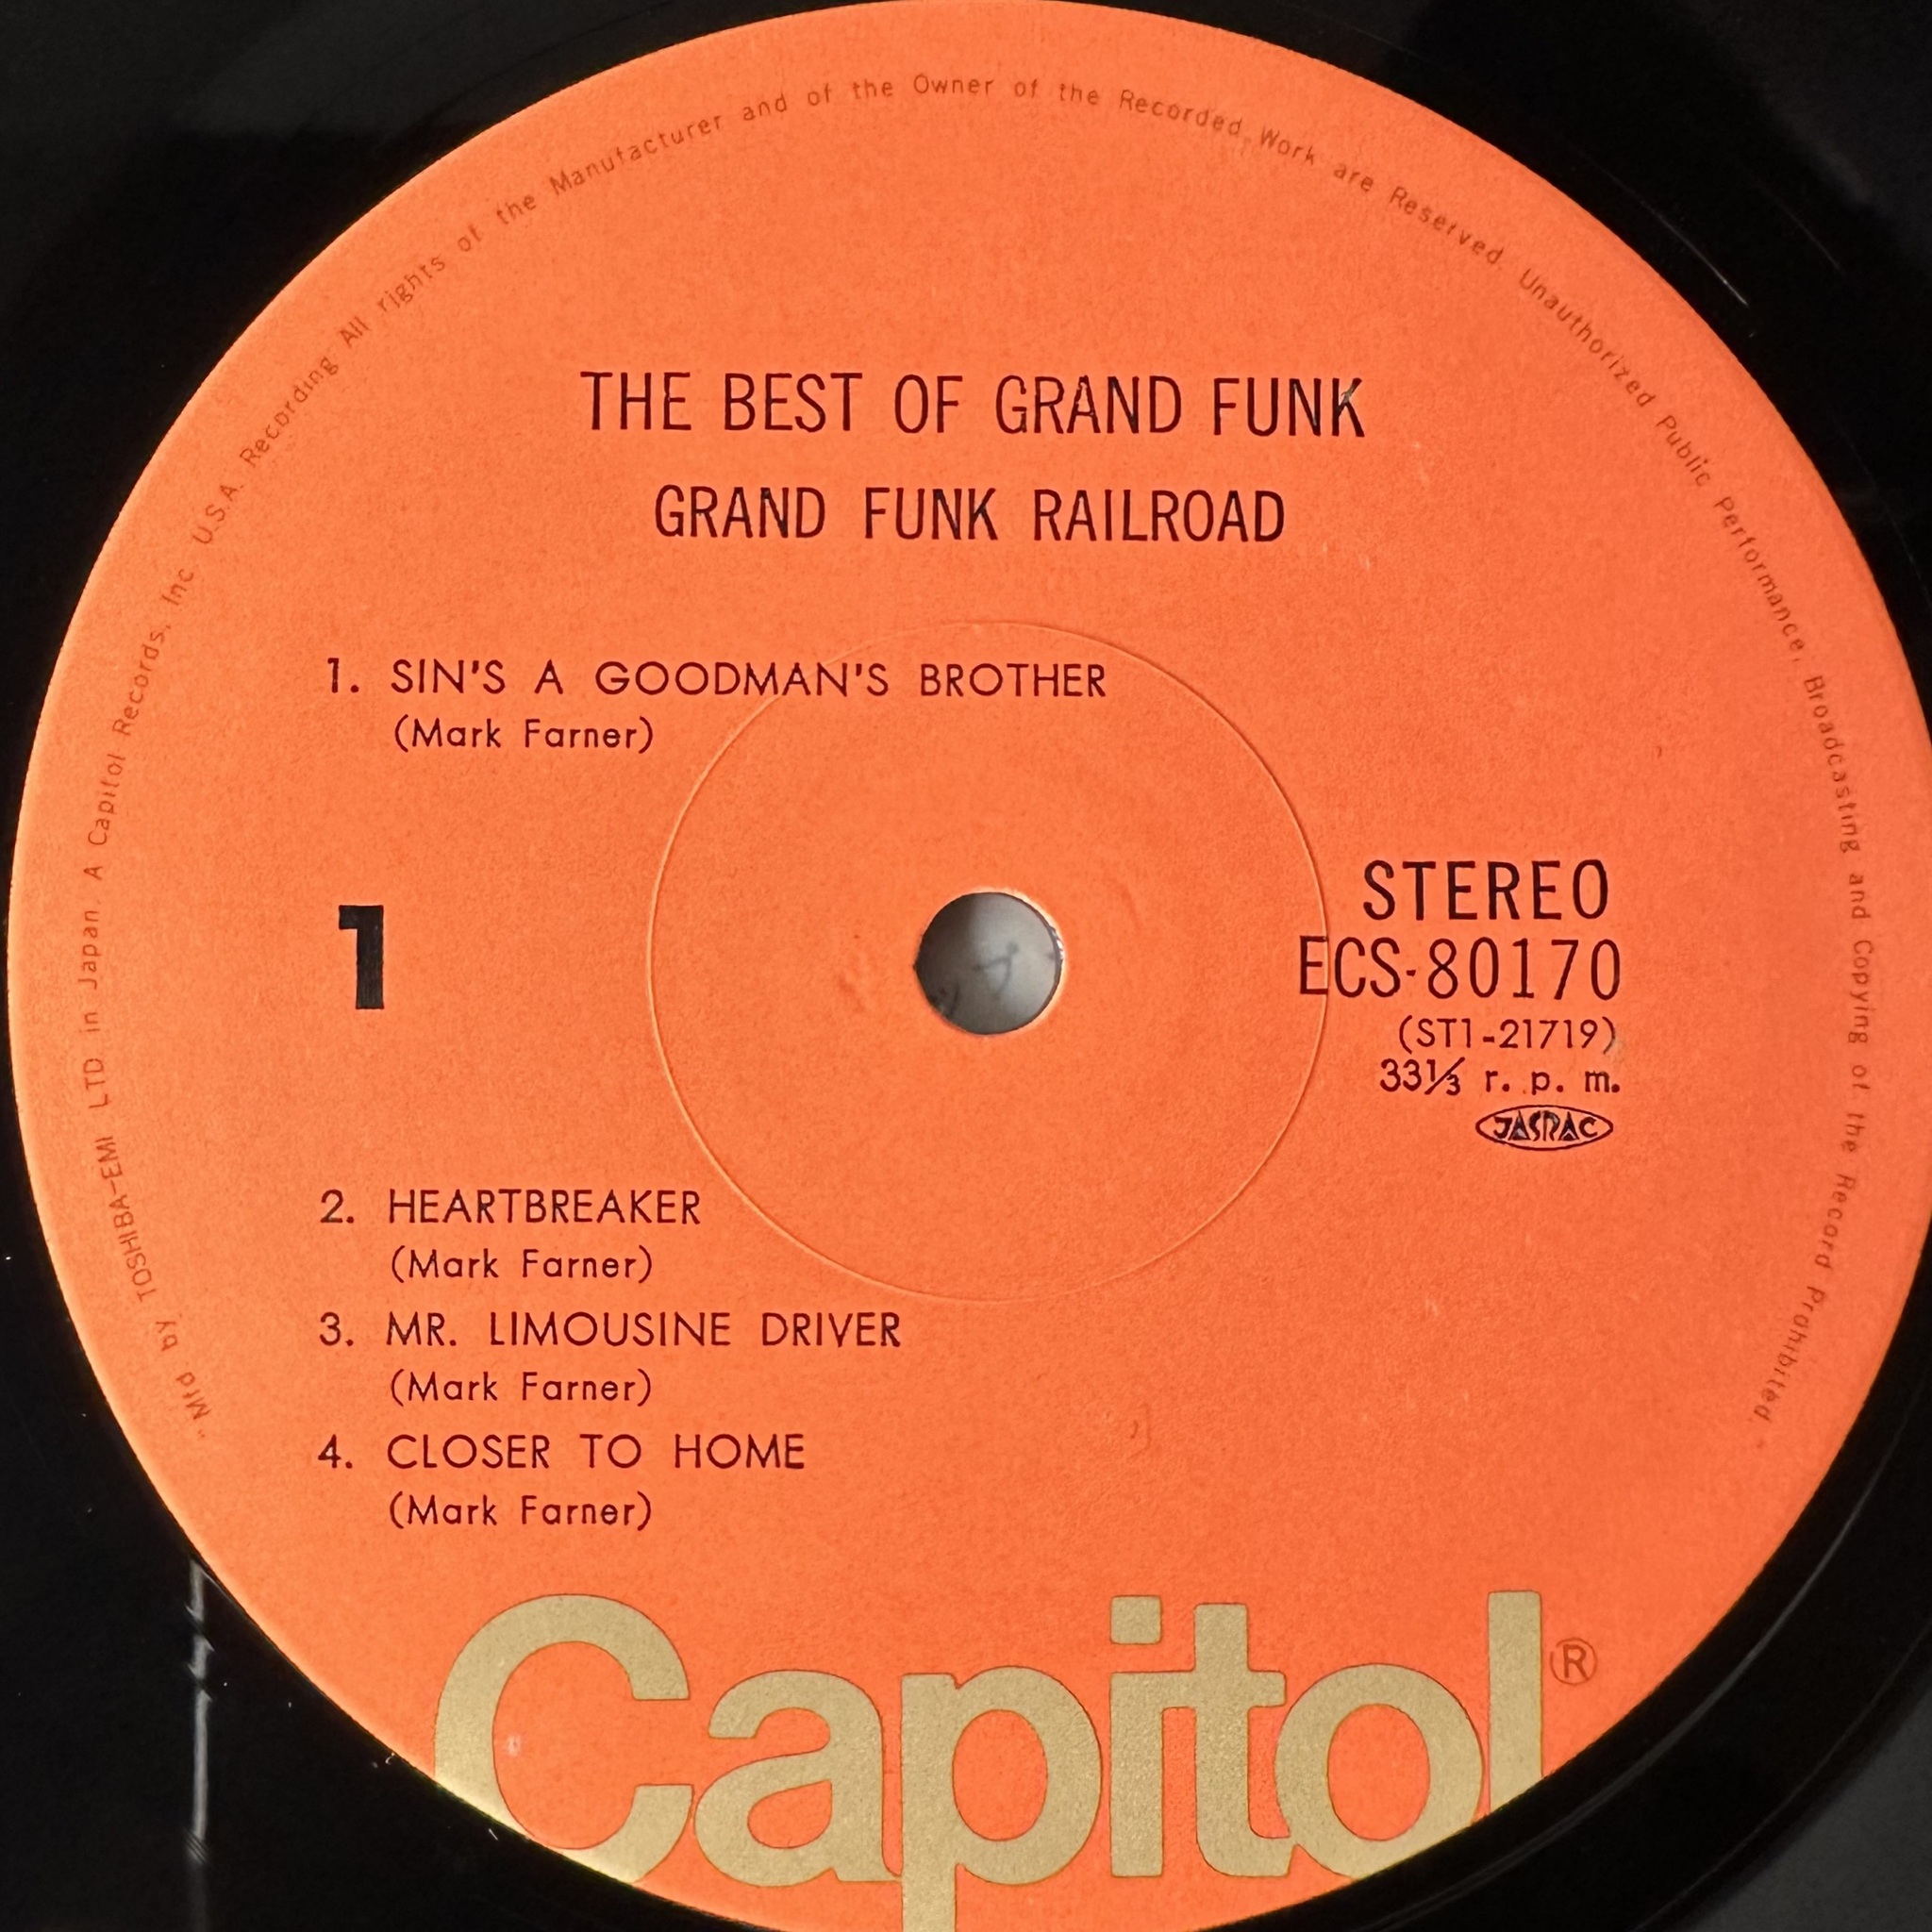 "Mfd by TOSHIBA-EMI LTD in Japan, A Capitol Records, Inc U.S.A. Recording All rights of the Manufacturer and of the Owner of the Recorded Work are Reserved. Unauthorized Public Performance, Broadcasting and Copying of the Record Prohibited."
THE BEST OF GRAND FUNK
GRAND FUNK RAILROAD
1. SIN'S A GOODMAN'S BROTHER
(Mark Farner)
1
STEREO
ECS-80170
(ST1-21719)
33⅓ r. p. m.
JASRAC
2. HEARTBREAKER
(Mark Farner)
3. MR. LIMOUSINE DRIVER
(Mark Farner)
4. CLOSER TO HOME
(Mark Farner)
Capitol®